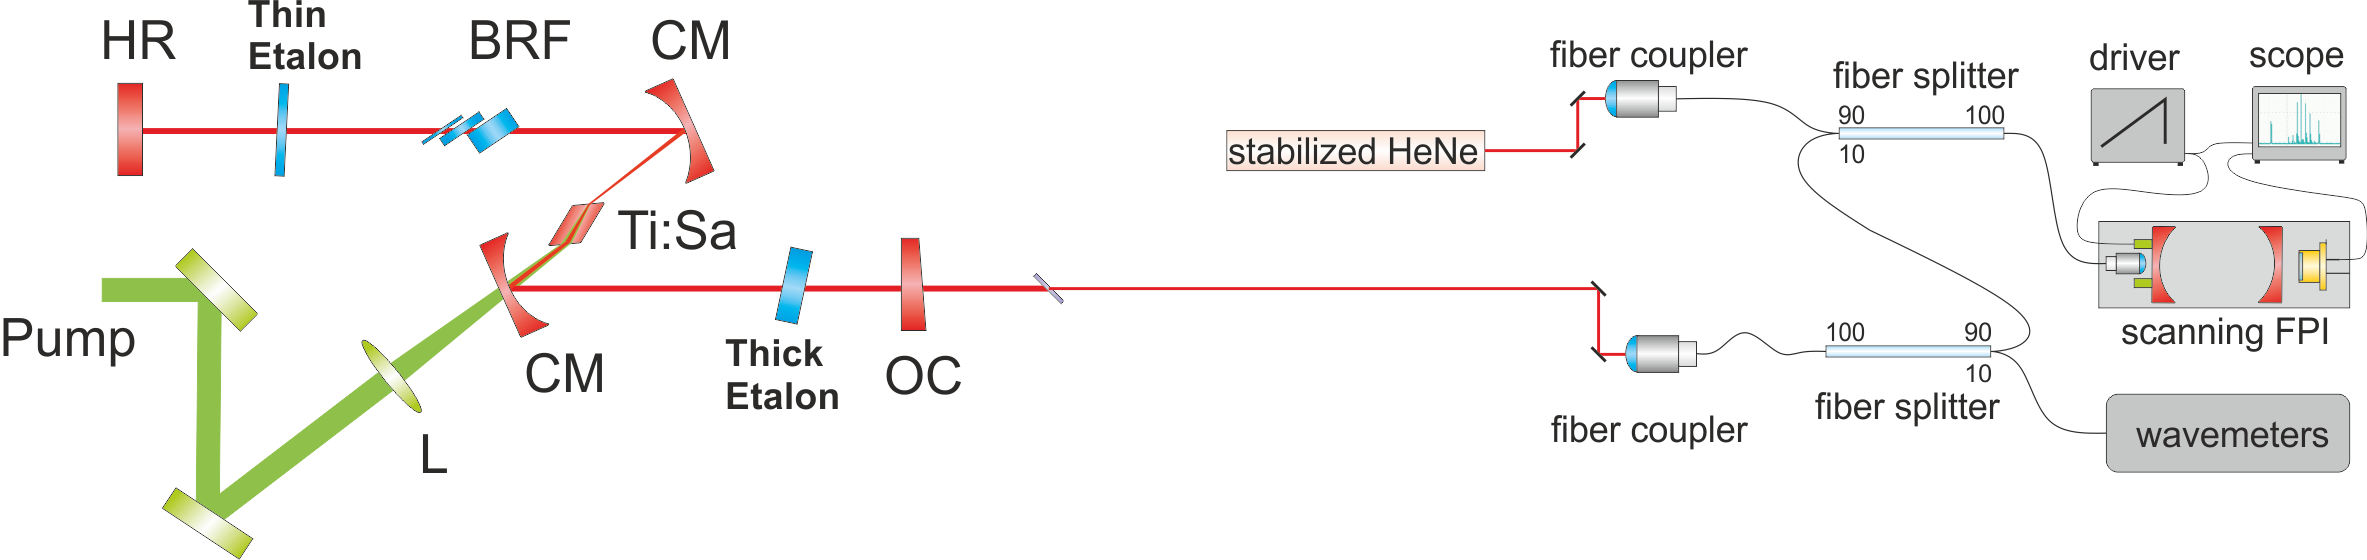 HR
Thin
Etalon
BRF
CM
Ti:Sa
Pump
L
CM
Thick
Etalon
OC
stabilized HeNe
fiber coupler
fiber splitter
90
100
10
driver
scope
scanning FPI
fiber coupler
100
90
10
fiber splitter
wavemeters